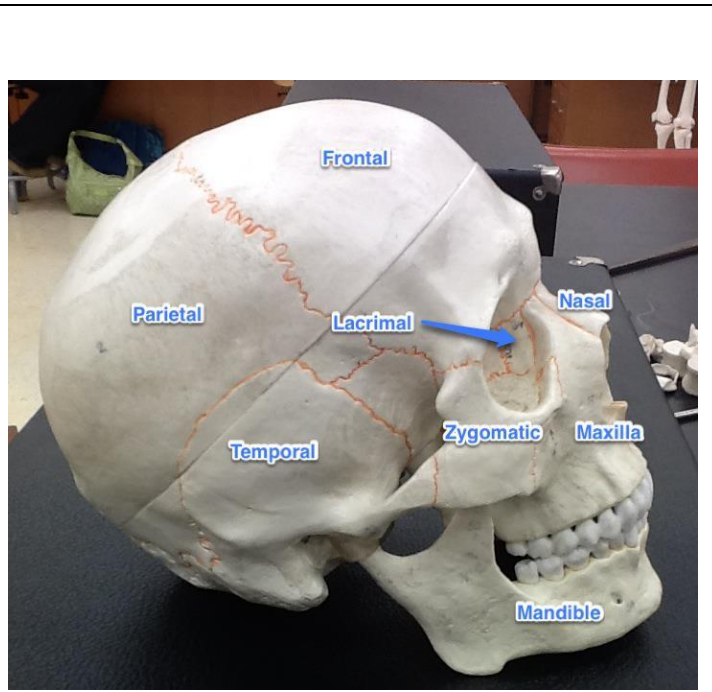 Frontal
Parietal
Lacrimal
Nasal
Temporal
Zygomatic
Maxilla
Mandible